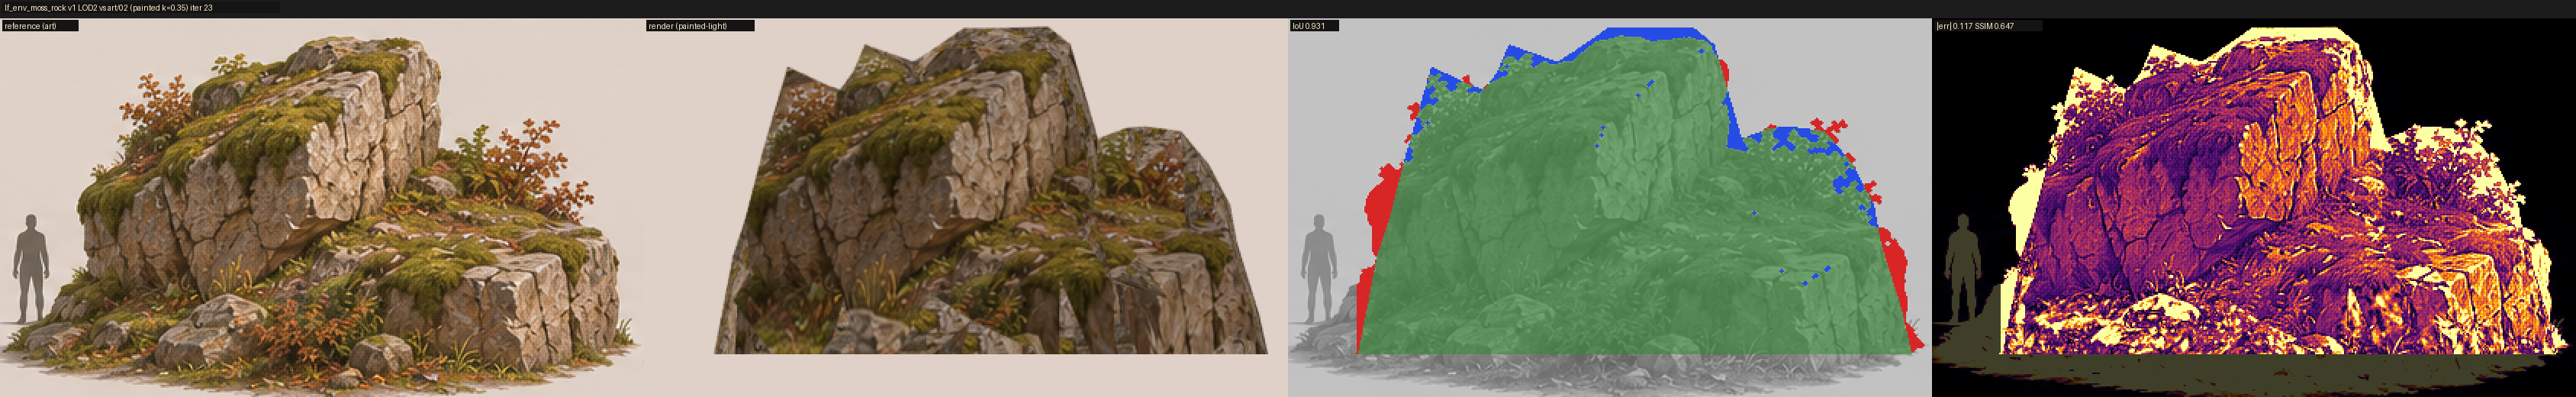 lf_env_moss_rock v1 LOD2 vs art/02 (painted k=0.35) iter 23
reference (art)
render (painted-light)
IoU 0.931
|err| 0.117 SSIM 0.647